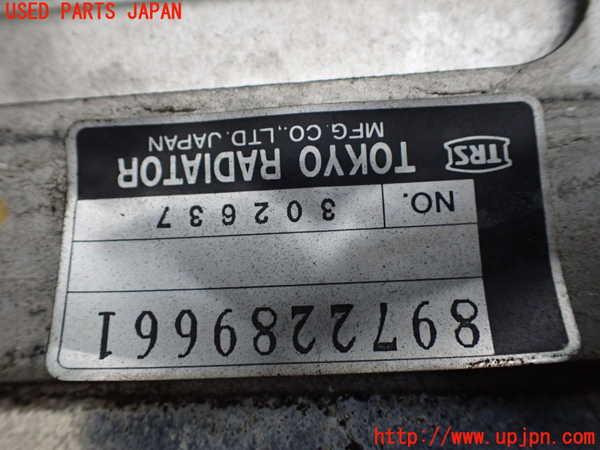 USED PARTS JAPAN
TRS TOKYO RADIATOR
MFG.CO.,LTD.JAPAN
NO. 302637
8972289661
http://www.upjpn.com/